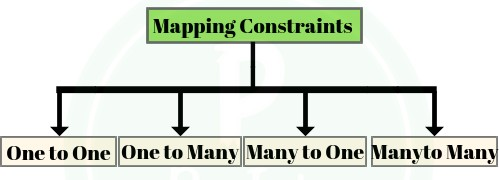 Mapping Constraints
One to One
One to Many
Many to One
Manyto Many